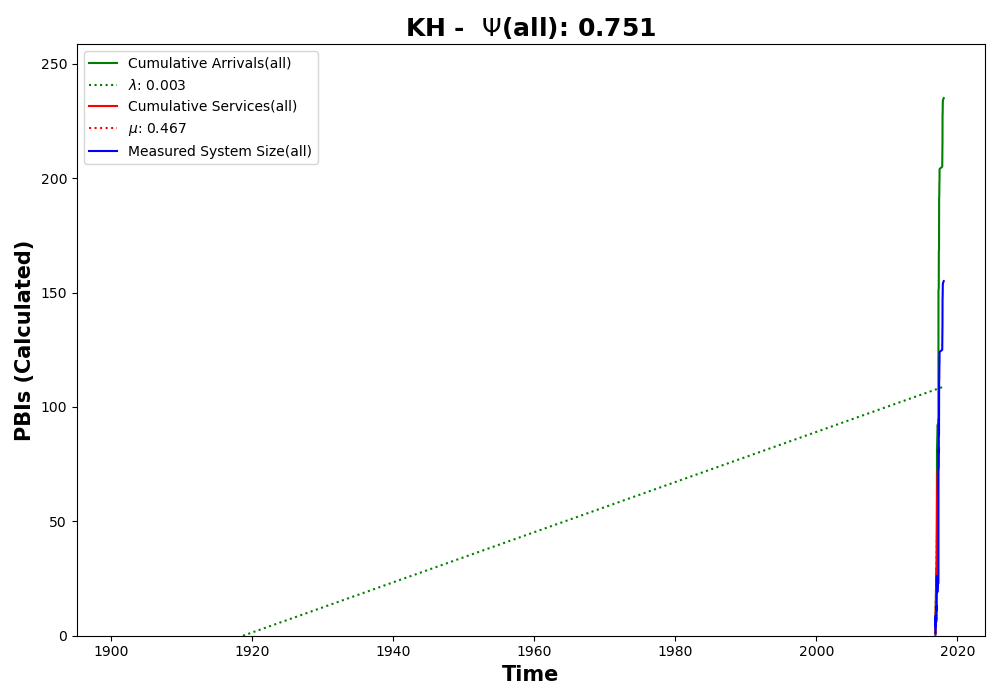 KH - Ψ(all): 0.751
Cumulative Arrivals(all)
λ: 0.003
Cumulative Services(all)
μ: 0.467
Measured System Size(all)
PBIs (Calculated)
250
200
150
100
50
0
1900 1920 1940 1960 1980 2000 2020
Time